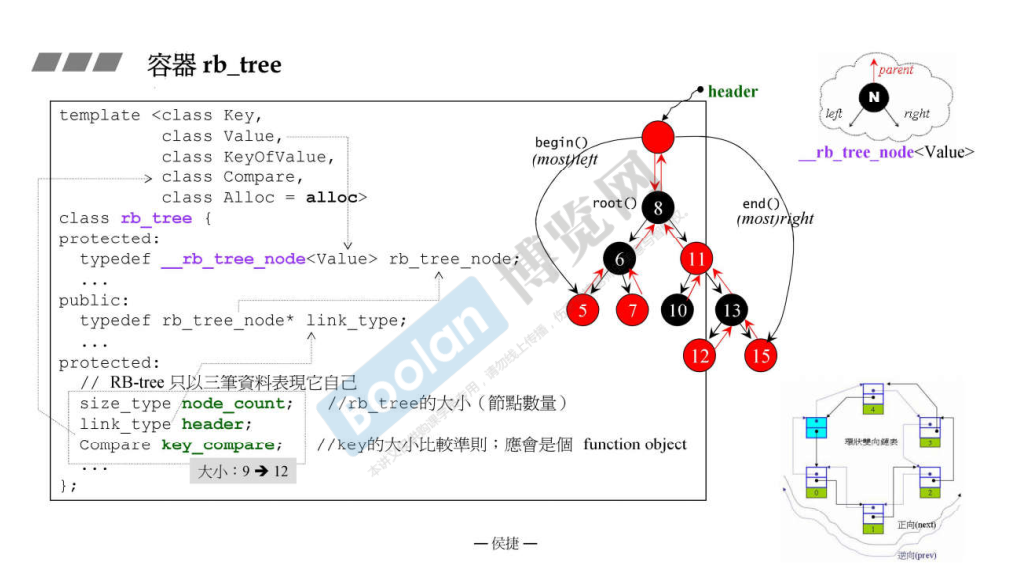 容器 rb_tree
template <class Key,
class Value,
class KeyOfValue,
class Compare,
class Alloc = alloc>
class rb_tree {
protected:
typedef __rb_tree_node<Value> rb_tree_node;
...
public:
typedef rb_tree_node* link_type;
...
protected:
// RB-tree 只以三筆資料表現它自己
size_type node_count; //rb_tree的大小（節點數量）
link_type header;
Compare key_compare; //key的大小比較準則；應會是個 function object
...
大小：9 ➔ 12
};
header
begin()
(most)left
root()
end()
(most)right
8
6
11
5
7
10
13
12
15
parent
N
left
right
__rb_tree_node<Value>
4
環狀雙向鏈表
3
0
2
1
正向(next)
逆向(prev)
Boolan
博览网
— 侯捷 —